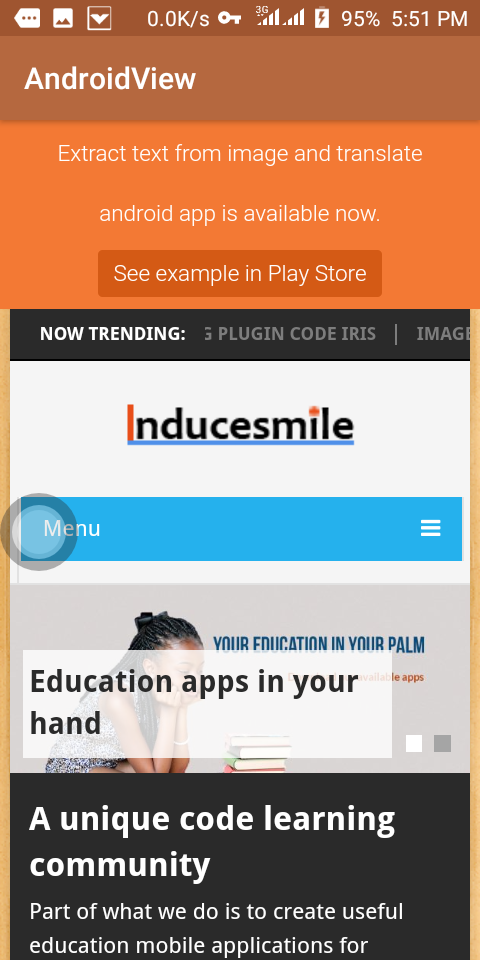 0.0K/s 3G 95% 5:51 PM
AndroidView
Extract text from image and translate
android app is available now.
See example in Play Store
NOW TRENDING: G PLUGIN CODE IRIS | IMAGE
Inducesmile
Menu
YOUR EDUCATION IN YOUR PALM
available apps
Education apps in your
hand
A unique code learning
community
Part of what we do is to create useful
education mobile applications for